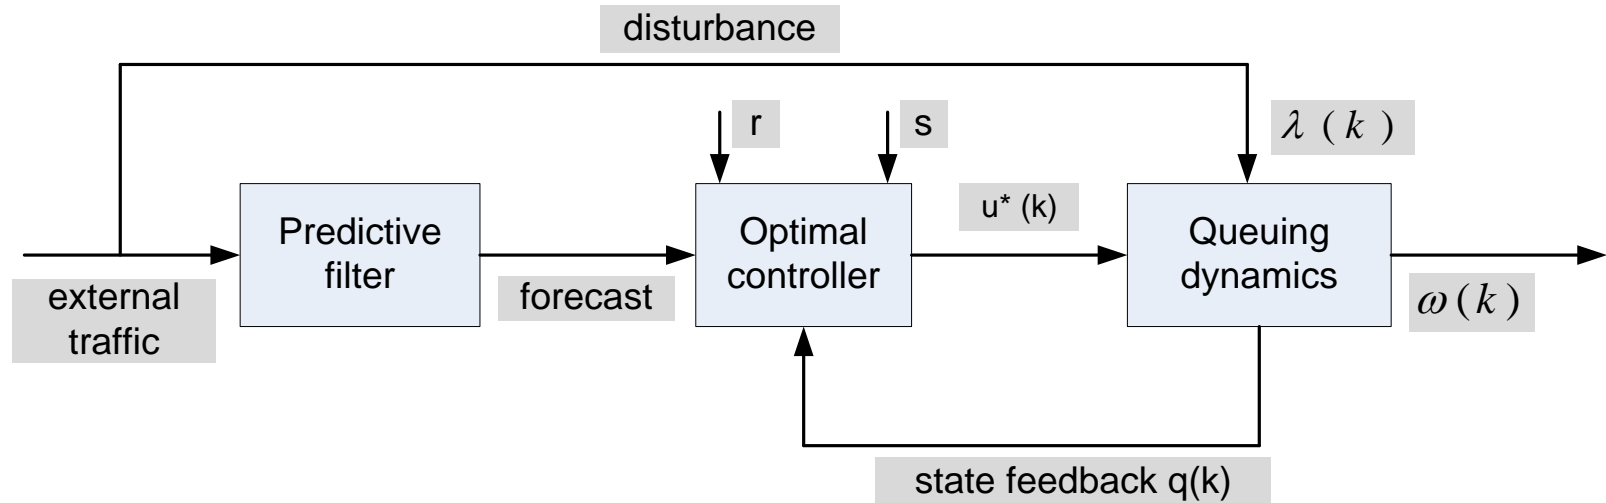 disturbance
r
s
λ (k)
Predictive
filter
Optimal
controller
u* (k)
Queuing
dynamics
external
traffic
forecast
ω(k)
state feedback q(k)